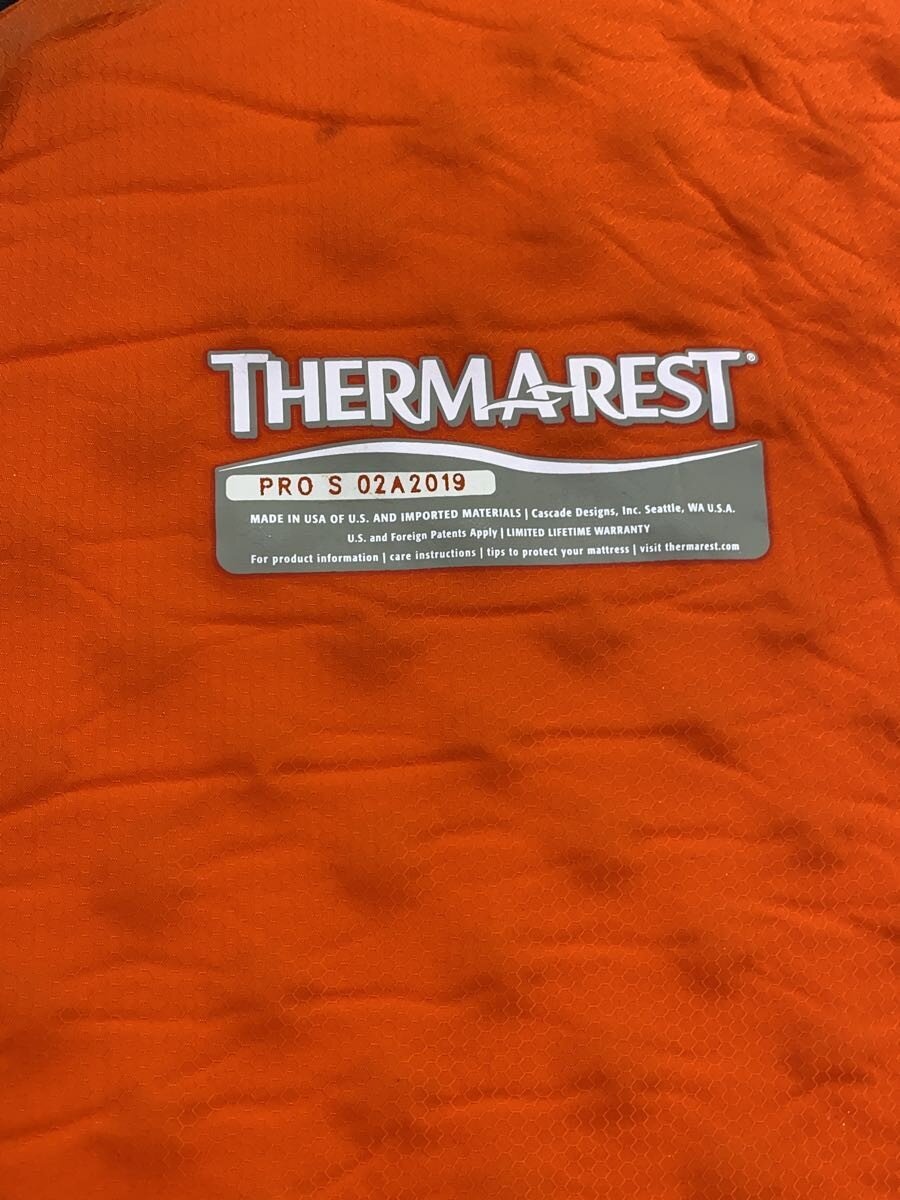 THERMAREST®
PRO S 02A2019
MADE IN USA OF U.S. AND IMPORTED MATERIALS | Cascade Designs, Inc. Seattle, WA U.S.A.
U.S. and Foreign Patents Apply | LIMITED LIFETIME WARRANTY
For product information | care instructions | tips to protect your mattress | visit thermarest.com